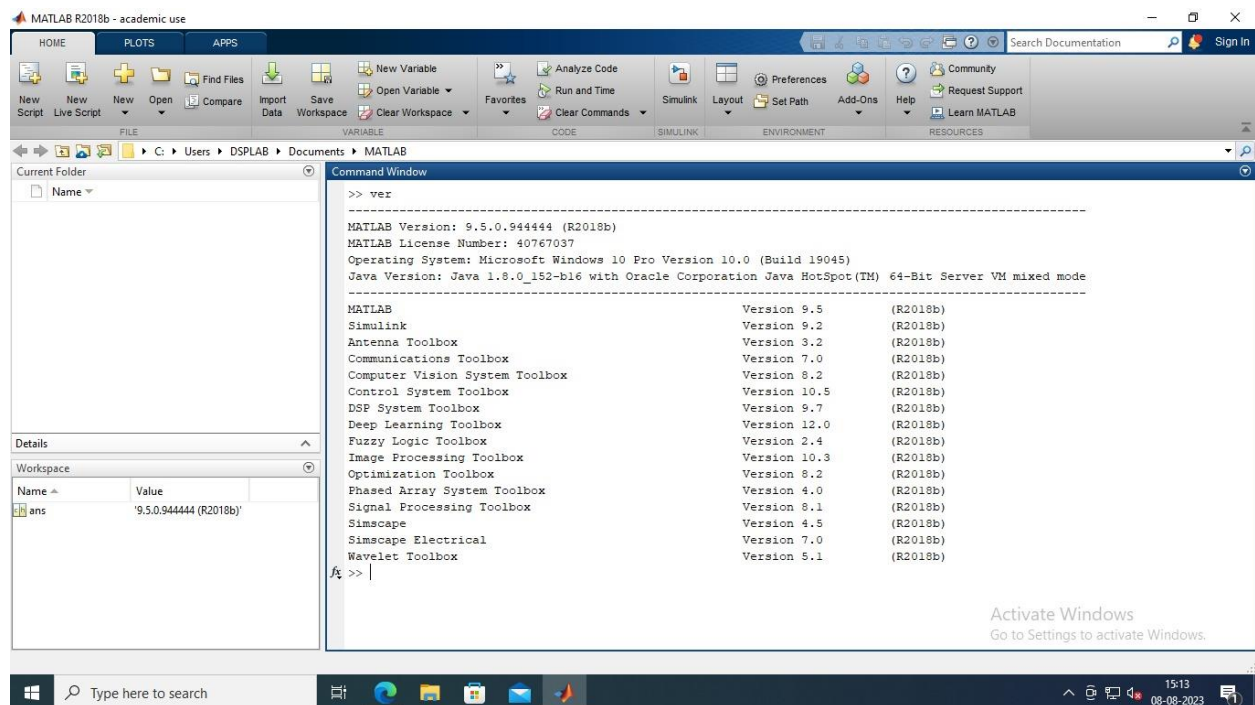 MATLAB R2018b - academic use
HOME PLOTS APPS
Search Documentation
Sign In
New Script
New Live Script
New
Open
Find Files
Compare
Import Data
Save Workspace
New Variable
Open Variable
Clear Workspace
Favorites
Analyze Code
Run and Time
Clear Commands
Simulink
Layout
Preferences
Set Path
Add-Ons
Help
Community
Request Support
Learn MATLAB
FILE VARIABLE CODE SIMULINK ENVIRONMENT RESOURCES
C: Users DSPLAB Documents MATLAB
Current Folder
Name
Details
Workspace
Name Value
ans '9.5.0.944444 (R2018b)'
Command Window
>> ver
-----------------------------------------------------------------------------------------------------
MATLAB Version: 9.5.0.944444 (R2018b)
MATLAB License Number: 40767037
Operating System: Microsoft Windows 10 Pro Version 10.0 (Build 19045)
Java Version: Java 1.8.0_152-b16 with Oracle Corporation Java HotSpot(TM) 64-Bit Server VM mixed mode
-----------------------------------------------------------------------------------------------------
MATLAB Version 9.5 (R2018b)
Simulink Version 9.2 (R2018b)
Antenna Toolbox Version 3.2 (R2018b)
Communications Toolbox Version 7.0 (R2018b)
Computer Vision System Toolbox Version 8.2 (R2018b)
Control System Toolbox Version 10.5 (R2018b)
DSP System Toolbox Version 9.7 (R2018b)
Deep Learning Toolbox Version 12.0 (R2018b)
Fuzzy Logic Toolbox Version 2.4 (R2018b)
Image Processing Toolbox Version 10.3 (R2018b)
Optimization Toolbox Version 8.2 (R2018b)
Phased Array System Toolbox Version 4.0 (R2018b)
Signal Processing Toolbox Version 8.1 (R2018b)
Simscape Version 4.5 (R2018b)
Simscape Electrical Version 7.0 (R2018b)
Wavelet Toolbox Version 5.1 (R2018b)
fx >>
Activate Windows
Go to Settings to activate Windows.
Type here to search
15:13
08-08-2023